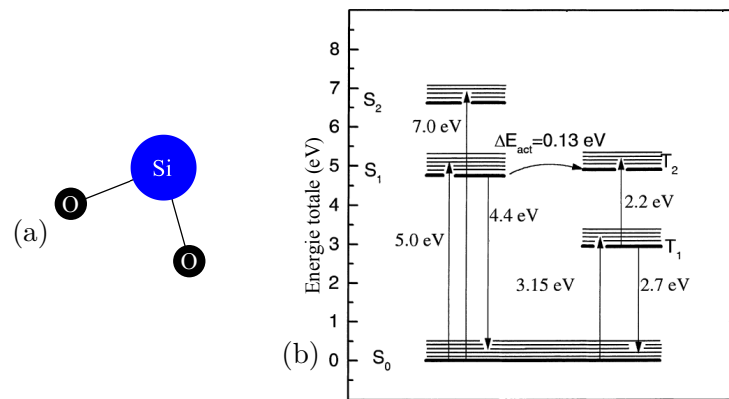 Si
O
O
(a)
Energie totale (eV)
8
7
6
5
4
3
2
1
0
S₂
S₁
S₀
7.0 eV
5.0 eV
4.4 eV
ΔEact=0.13 eV
T₂
2.2 eV
T₁
3.15 eV
2.7 eV
(b)